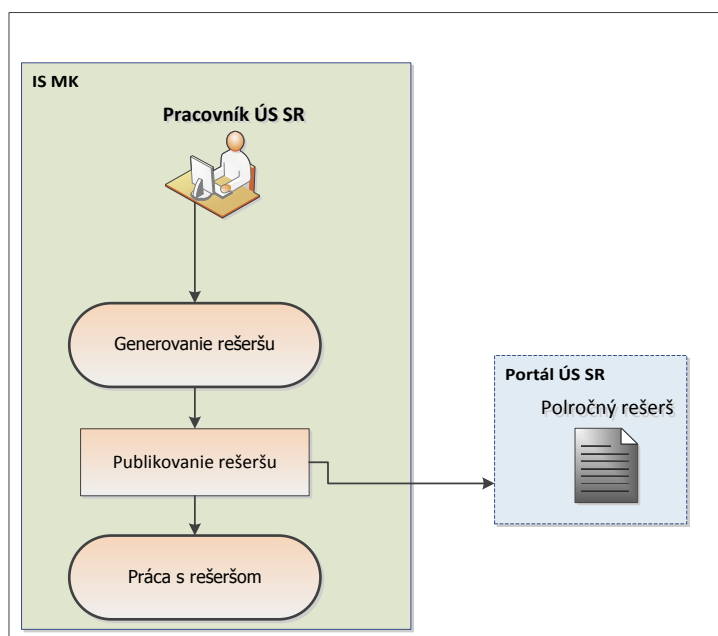 IS MK
Pracovník ÚS SR
Generovanie rešeršu
Portál ÚS SR
Polročný rešerš
Publikovanie rešeršu
Práca s rešeršom